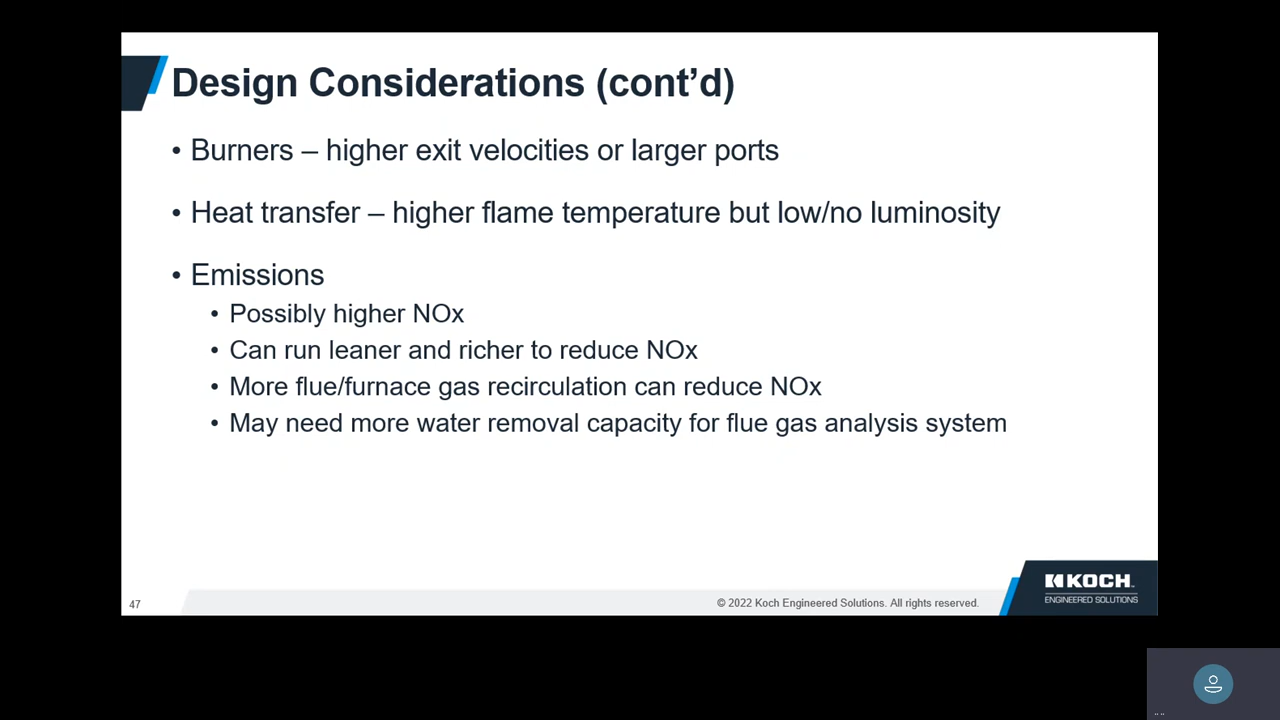 Design Considerations (cont’d)
• Burners – higher exit velocities or larger ports
• Heat transfer – higher flame temperature but low/no luminosity
• Emissions
• Possibly higher NOx
• Can run leaner and richer to reduce NOx
• More flue/furnace gas recirculation can reduce NOx
• May need more water removal capacity for flue gas analysis system
47
© 2022 Koch Engineered Solutions. All rights reserved.
KOCH
ENGINEERED SOLUTIONS